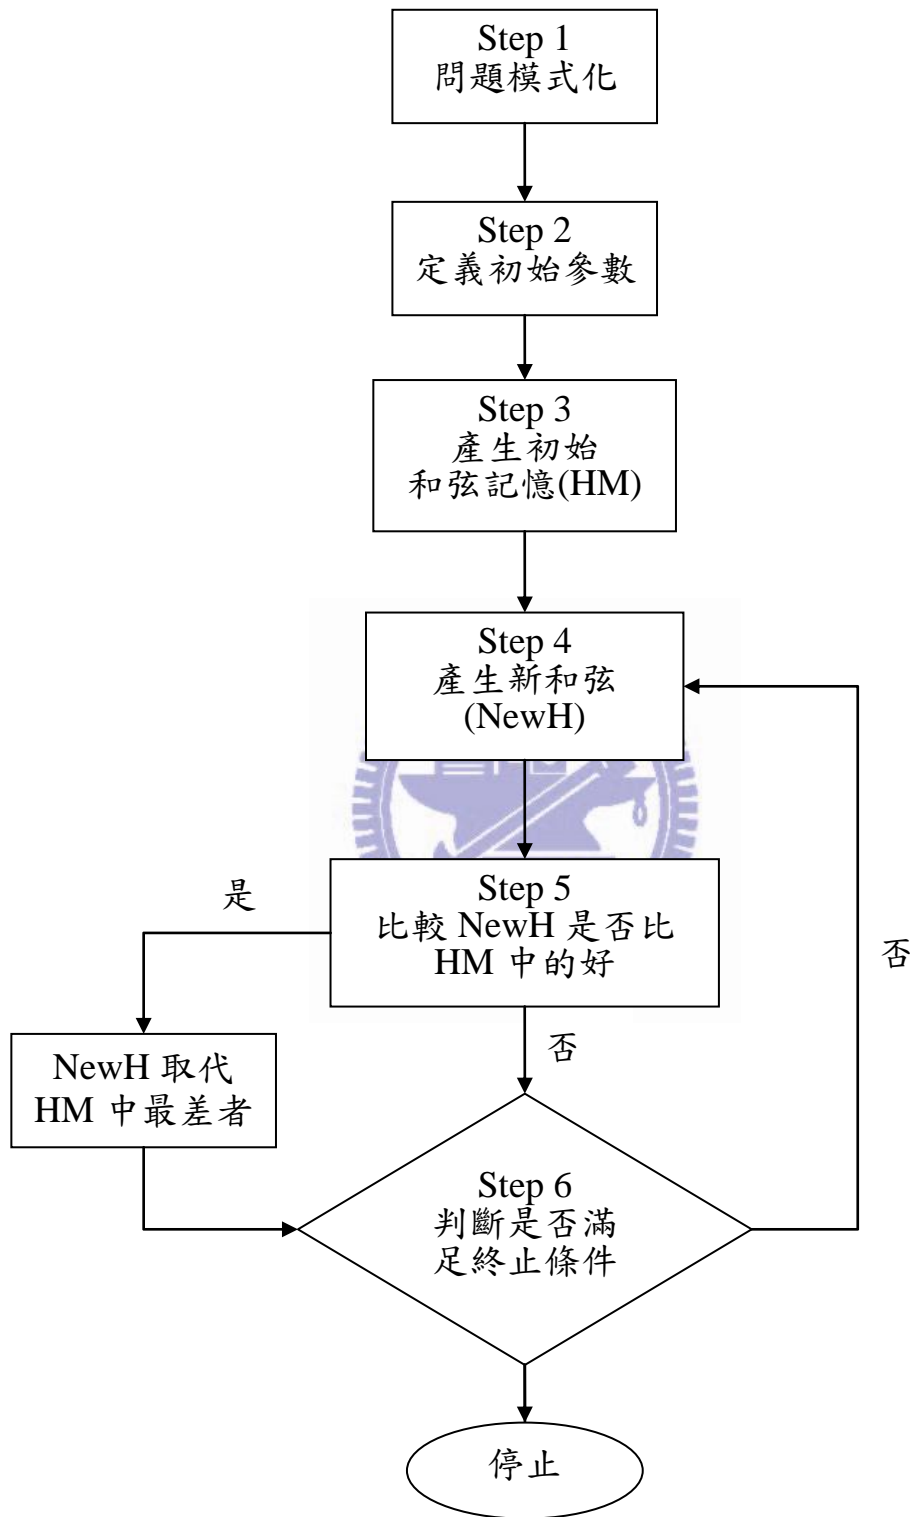 Step 1
問題模式化
Step 2
定義初始參數
Step 3
產生初始
和弦記憶(HM)
Step 4
產生新和弦
(NewH)
Step 5
比較 NewH 是否比
HM 中的好
是
否
NewH 取代
HM 中最差者
否
Step 6
判斷是否滿
足終止條件
停止